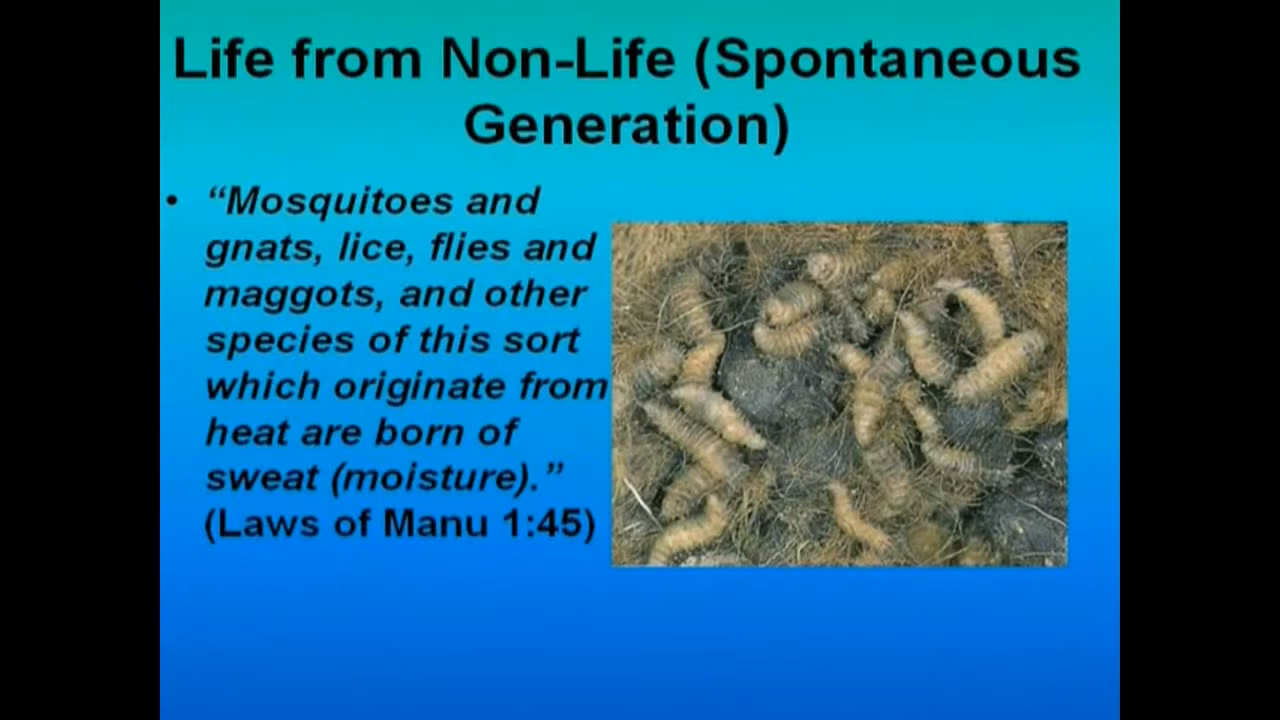 Life from Non-Life (Spontaneous
Generation)
• “Mosquitoes and
gnats, lice, flies and
maggots, and other
species of this sort
which originate from
heat are born of
sweat (moisture).”
(Laws of Manu 1:45)